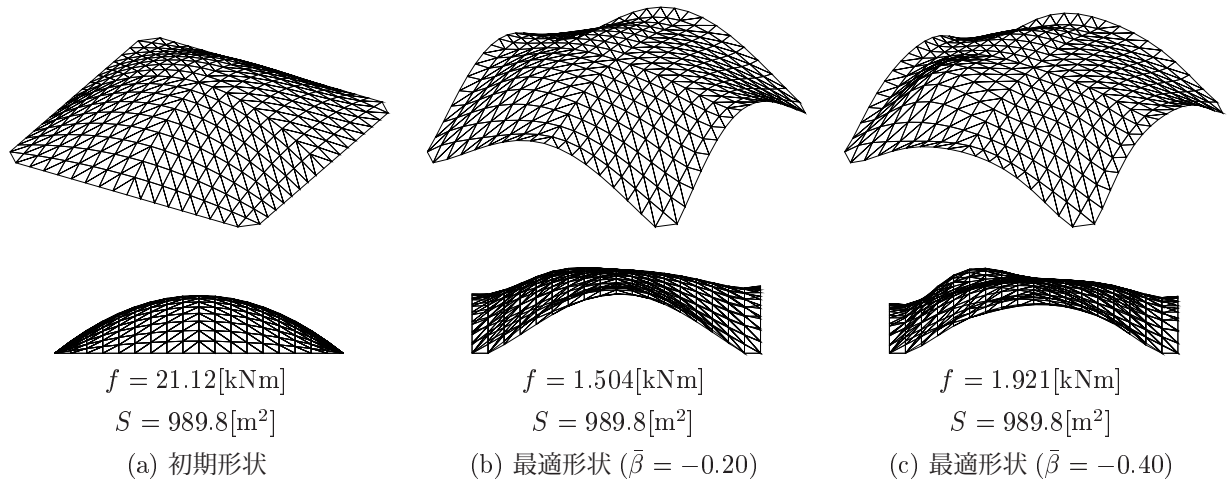 f = 21.12[kNm]
S = 989.8[m²]
(a) 初期形状
f = 1.504[kNm]
S = 989.8[m²]
(b) 最適形状 (β̄ = −0.20)
f = 1.921[kNm]
S = 989.8[m²]
(c) 最適形状 (β̄ = −0.40)